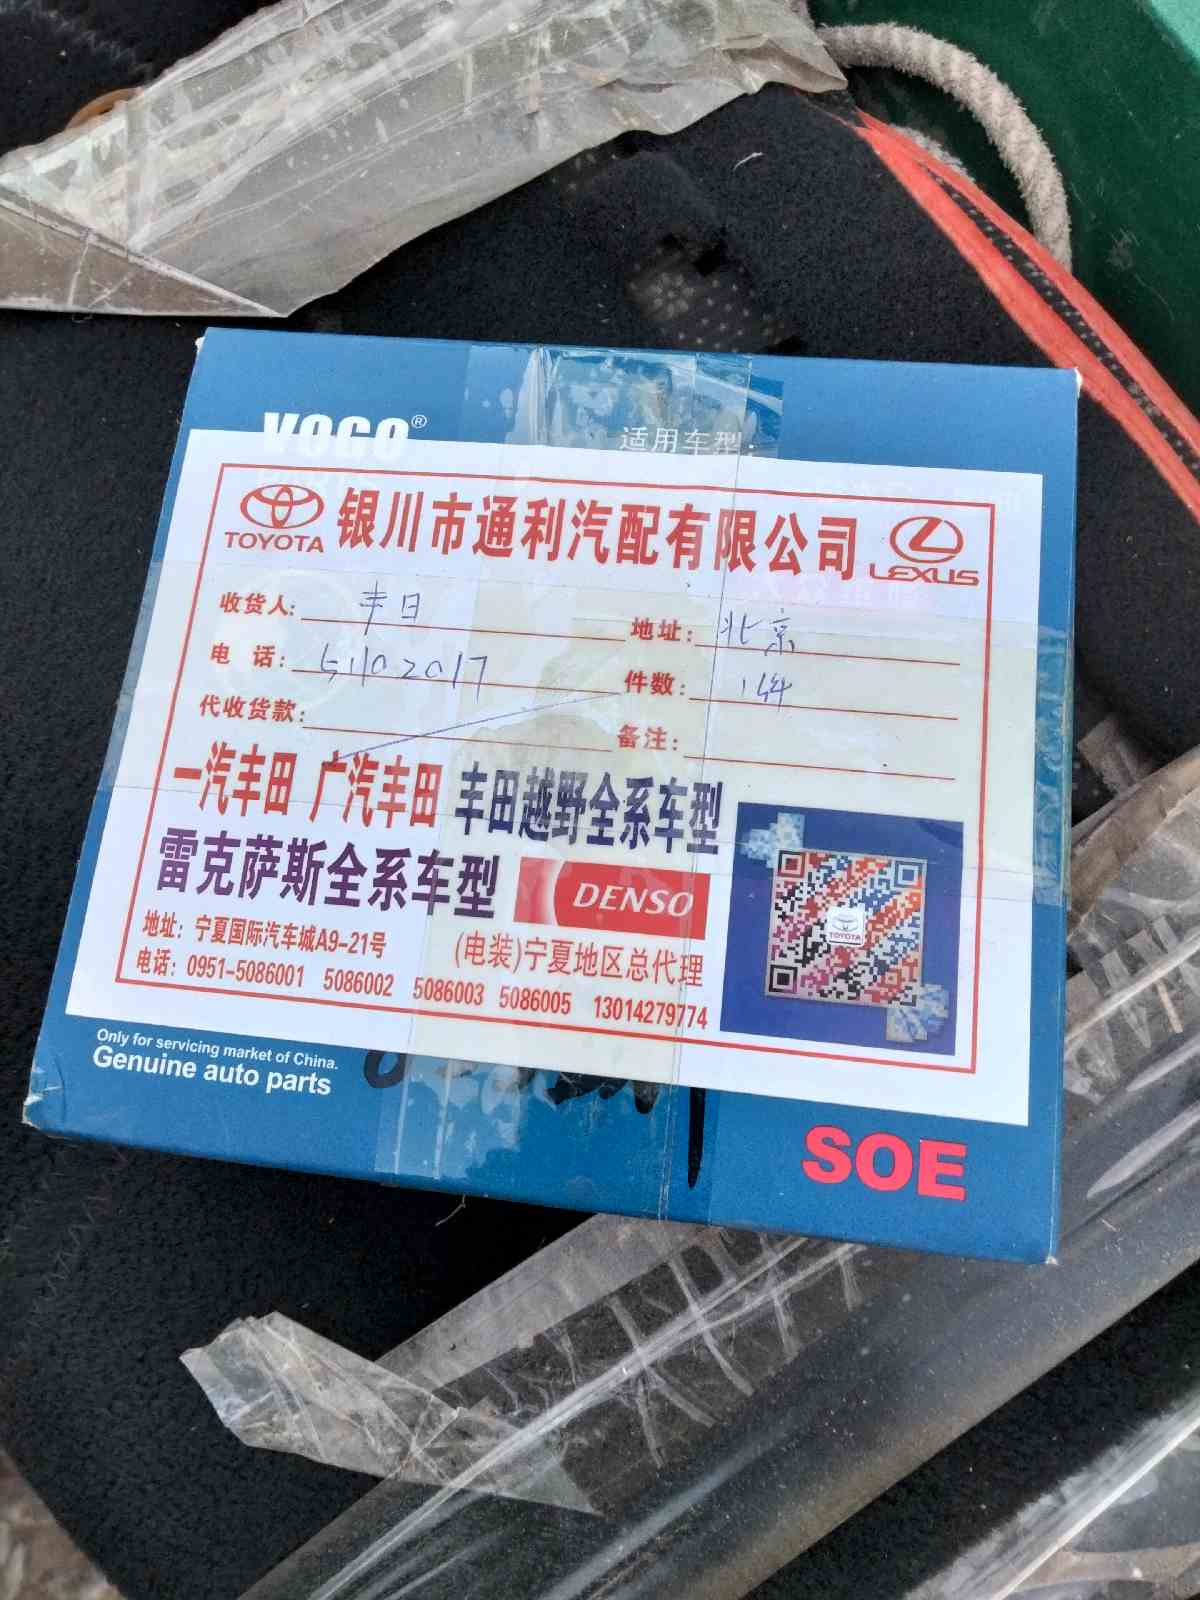 VOGO®
适用车型:
TOYOTA 银川市通利汽配有限公司 LEXUS
收货人: 丰日 地址: 北京
电 话: 5102017 件数: 1件
代收货款: 备注:
一汽丰田 广汽丰田 丰田越野全系车型
雷克萨斯全系车型 DENSO
TOYOTA
地址: 宁夏国际汽车城A9-21号 (电装)宁夏地区总代理
电话: 0951-5086001 5086002 5086003 5086005 13014279774
Only for servicing market of China.
Genuine auto parts
SOE